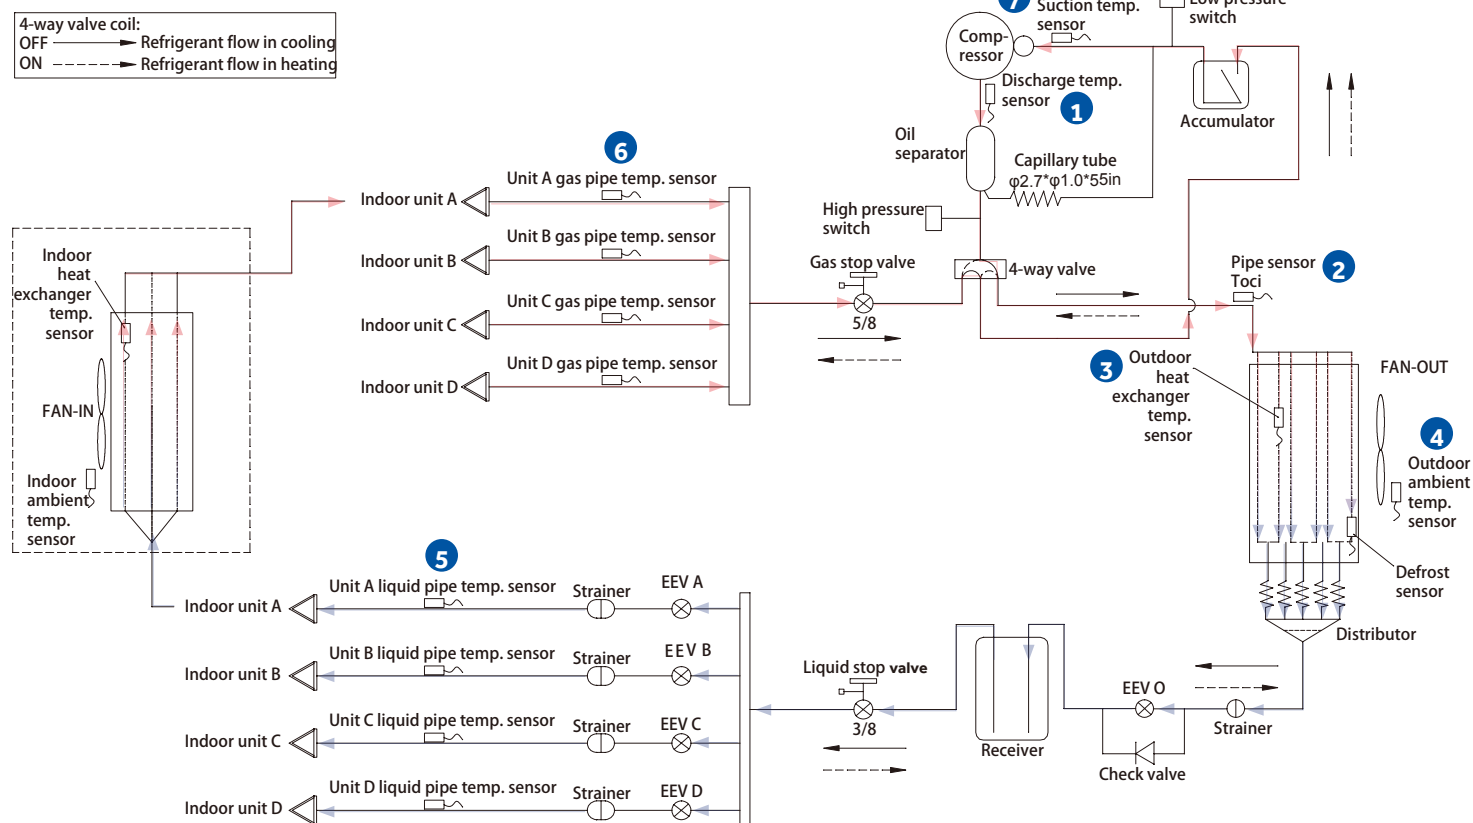 4-way valve coil:
OFF Refrigerant flow in cooling
ON Refrigerant flow in heating
7
Suction temp.
sensor
Low pressure
switch
Comp-
ressor
Discharge temp.
sensor
1
Accumulator
Oil
separator
Capillary tube
φ2.7*φ1.0*55in
High pressure
switch
4-way valve
Gas stop valve
5/8
Pipe sensor
Toci
2
6
Unit A gas pipe temp. sensor
Indoor unit A
Unit B gas pipe temp. sensor
Indoor unit B
Unit C gas pipe temp. sensor
Indoor unit C
Unit D gas pipe temp. sensor
Indoor unit D
Indoor
heat
exchanger
temp.
sensor
FAN-IN
Indoor
ambient
temp.
sensor
3
Outdoor
heat
exchanger
temp.
sensor
FAN-OUT
4
Outdoor
ambient
temp.
sensor
Defrost
sensor
Distributor
5
Unit A liquid pipe temp. sensor
Strainer
EEV A
Indoor unit A
Unit B liquid pipe temp. sensor
Strainer
EEV B
Indoor unit B
Unit C liquid pipe temp. sensor
Strainer
EEV C
Indoor unit C
Unit D liquid pipe temp. sensor
Strainer
EEV D
Indoor unit D
Liquid stop valve
3/8
Receiver
EEV O
Check valve
Strainer